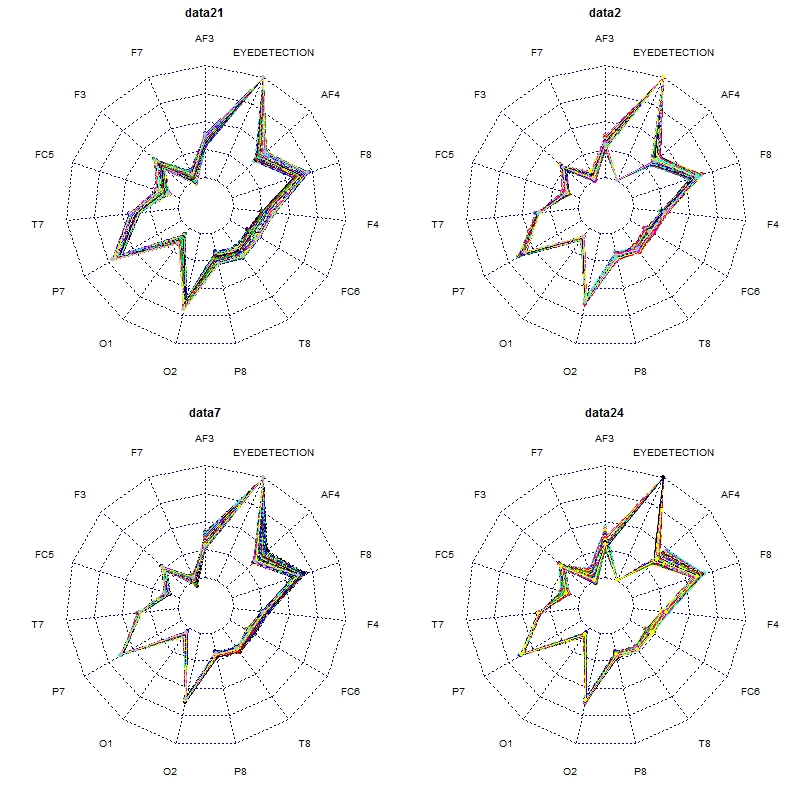 data21
AF3
EYEDETECTION
F7
F3
AF4
FC5
F8
T7
F4
P7
FC6
O1
T8
O2
P8
data2
AF3
EYEDETECTION
F7
F3
AF4
FC5
F8
T7
F4
P7
FC6
O1
T8
O2
P8
data7
AF3
EYEDETECTION
F7
F3
AF4
FC5
F8
T7
F4
P7
FC6
O1
T8
O2
P8
data24
AF3
EYEDETECTION
F7
F3
AF4
FC5
F8
T7
F4
P7
FC6
O1
T8
O2
P8